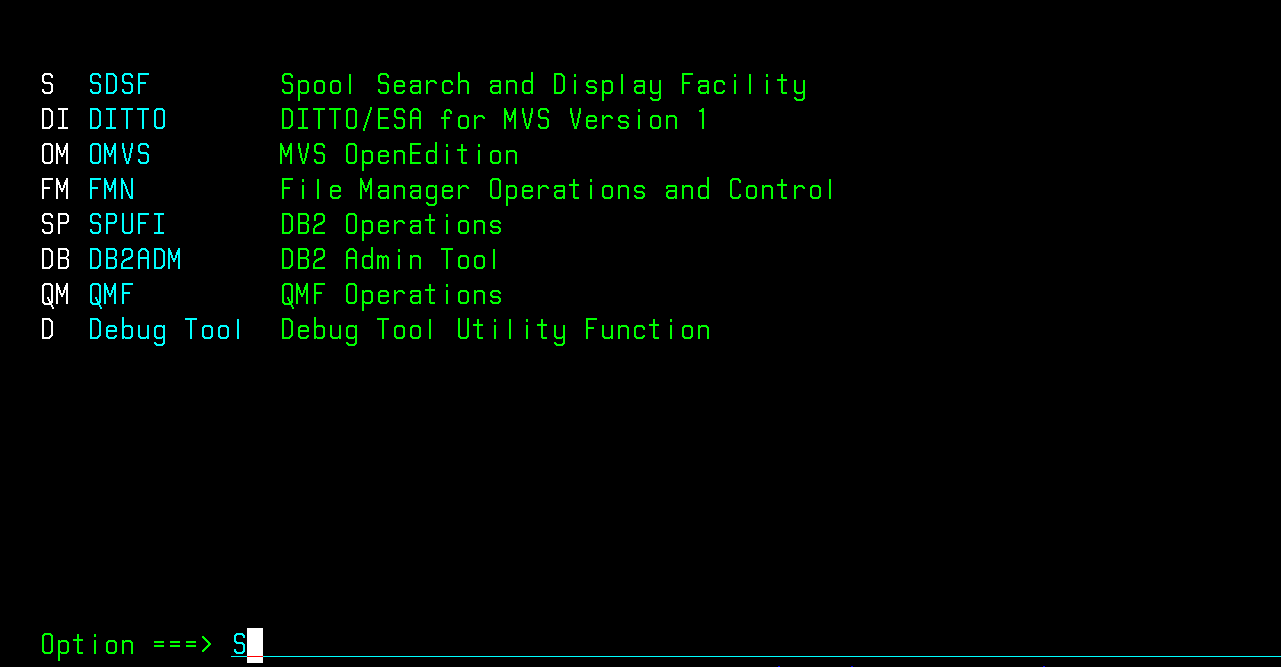 S SDSF Spool Search and Display Facility
DI DITTO DITTO/ESA for MVS Version 1
OM OMVS MVS OpenEdition
FM FMN File Manager Operations and Control
SP SPUFI DB2 Operations
DB DB2ADM DB2 Admin Tool
QM QMF QMF Operations
D Debug Tool Debug Tool Utility Function
Option ===> S